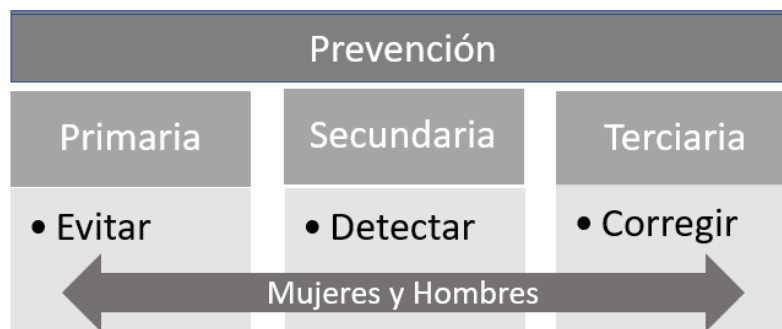 Prevención
Primaria
Secundaria
Terciaria
• Evitar
• Detectar
• Corregir
Mujeres y Hombres